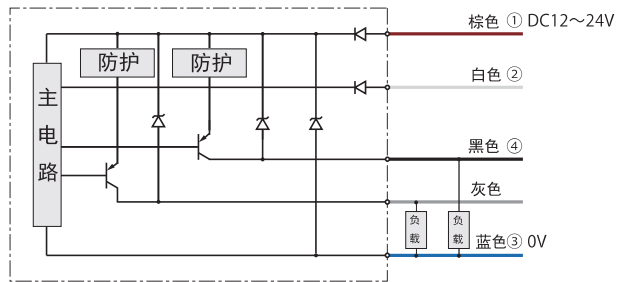 棕色 ① DC12～24V
防护
防护
白色 ②
主电路
黑色 ④
灰色
负载
负载
蓝色③ 0V